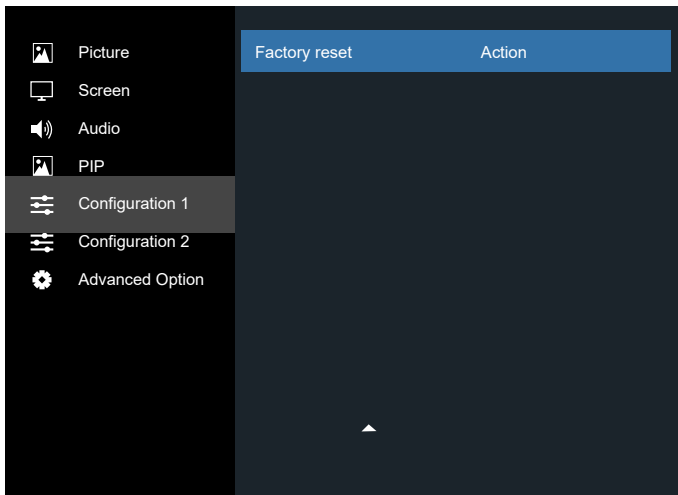 Picture
Screen
Audio
PIP
Configuration 1
Configuration 2
Advanced Option
Factory reset Action